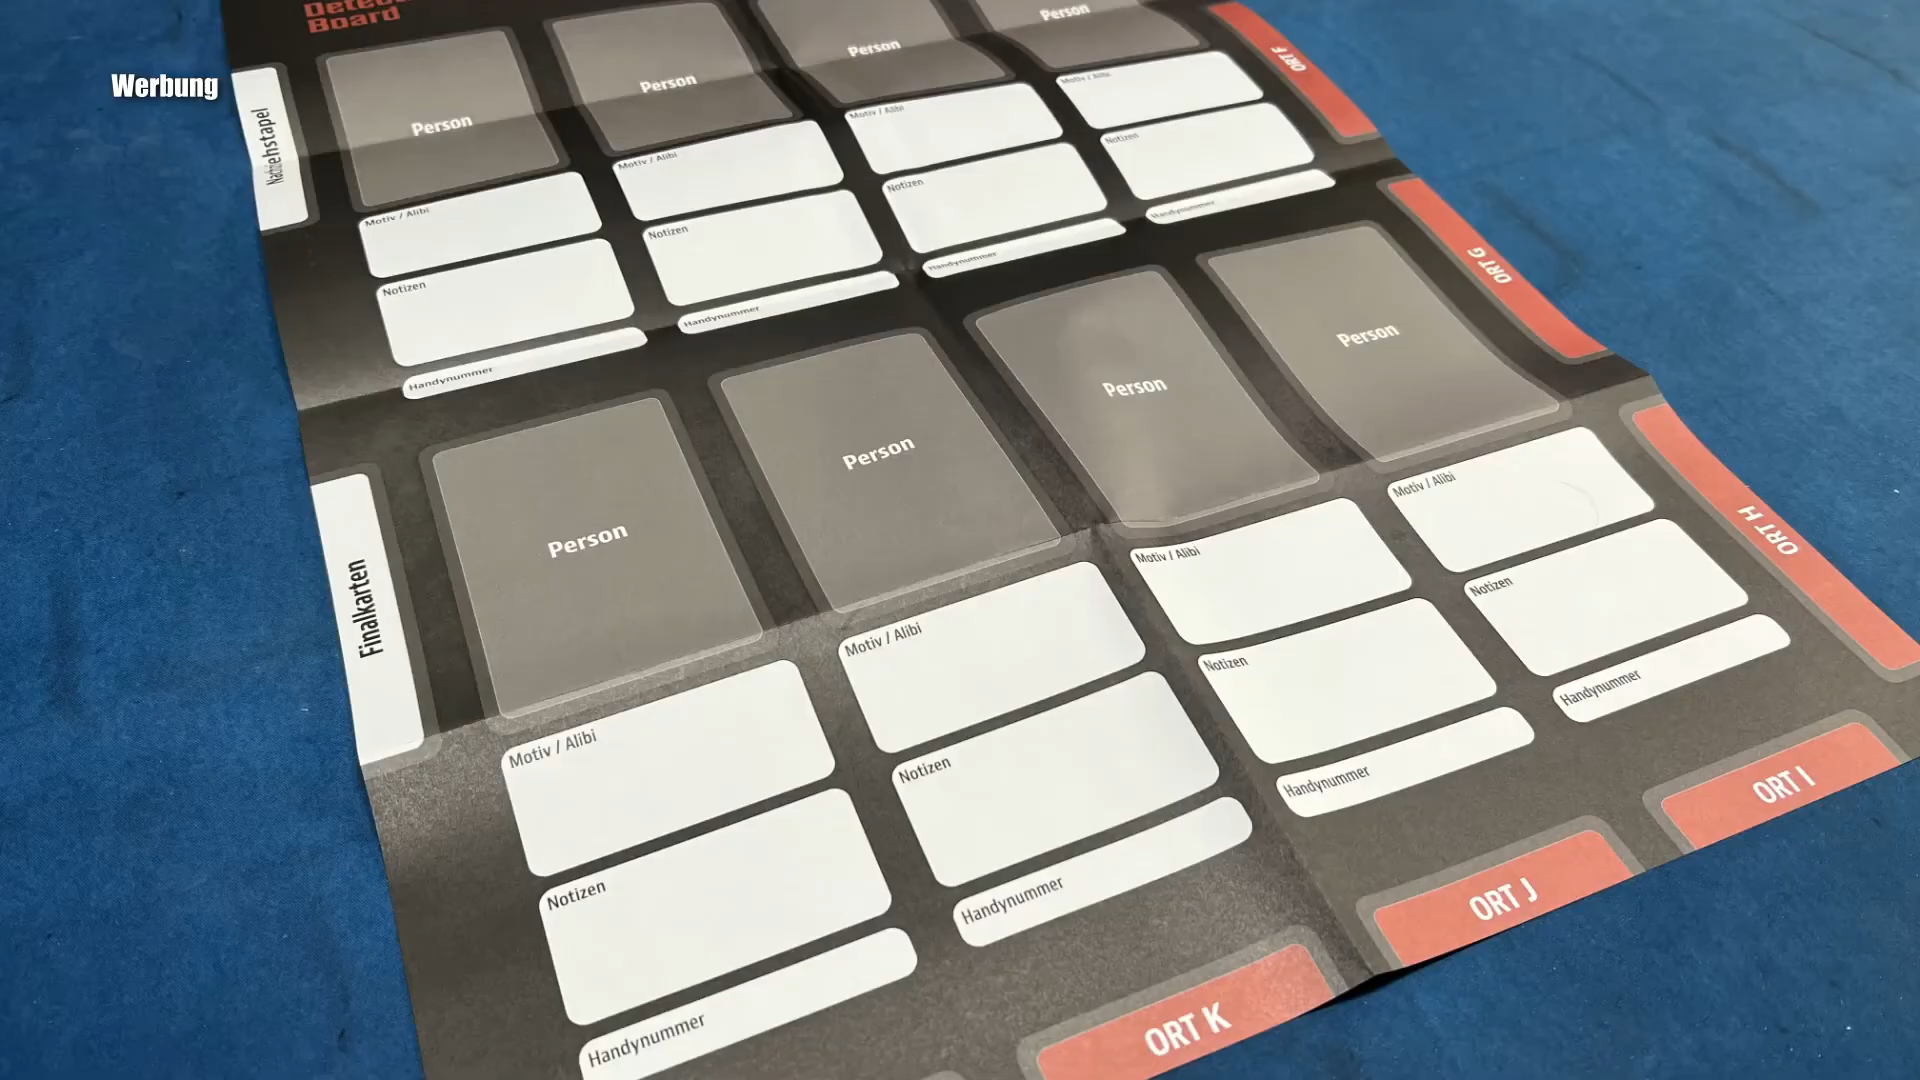 Werbung
Board
Nachziehstapel
Person
Person
Person
Person
ORT F
Motiv / Alibi
Motiv / Alibi
Motiv / Alibi
Motiv / Alibi
Notizen
Notizen
Notizen
Notizen
Handynummer
Handynummer
Handynummer
Handynummer
ORT G
Finalkarten
Person
Person
Person
Person
ORT H
Motiv / Alibi
Motiv / Alibi
Motiv / Alibi
Motiv / Alibi
Notizen
Notizen
Notizen
Notizen
Handynummer
Handynummer
Handynummer
Handynummer
ORT I
ORT J
ORT K